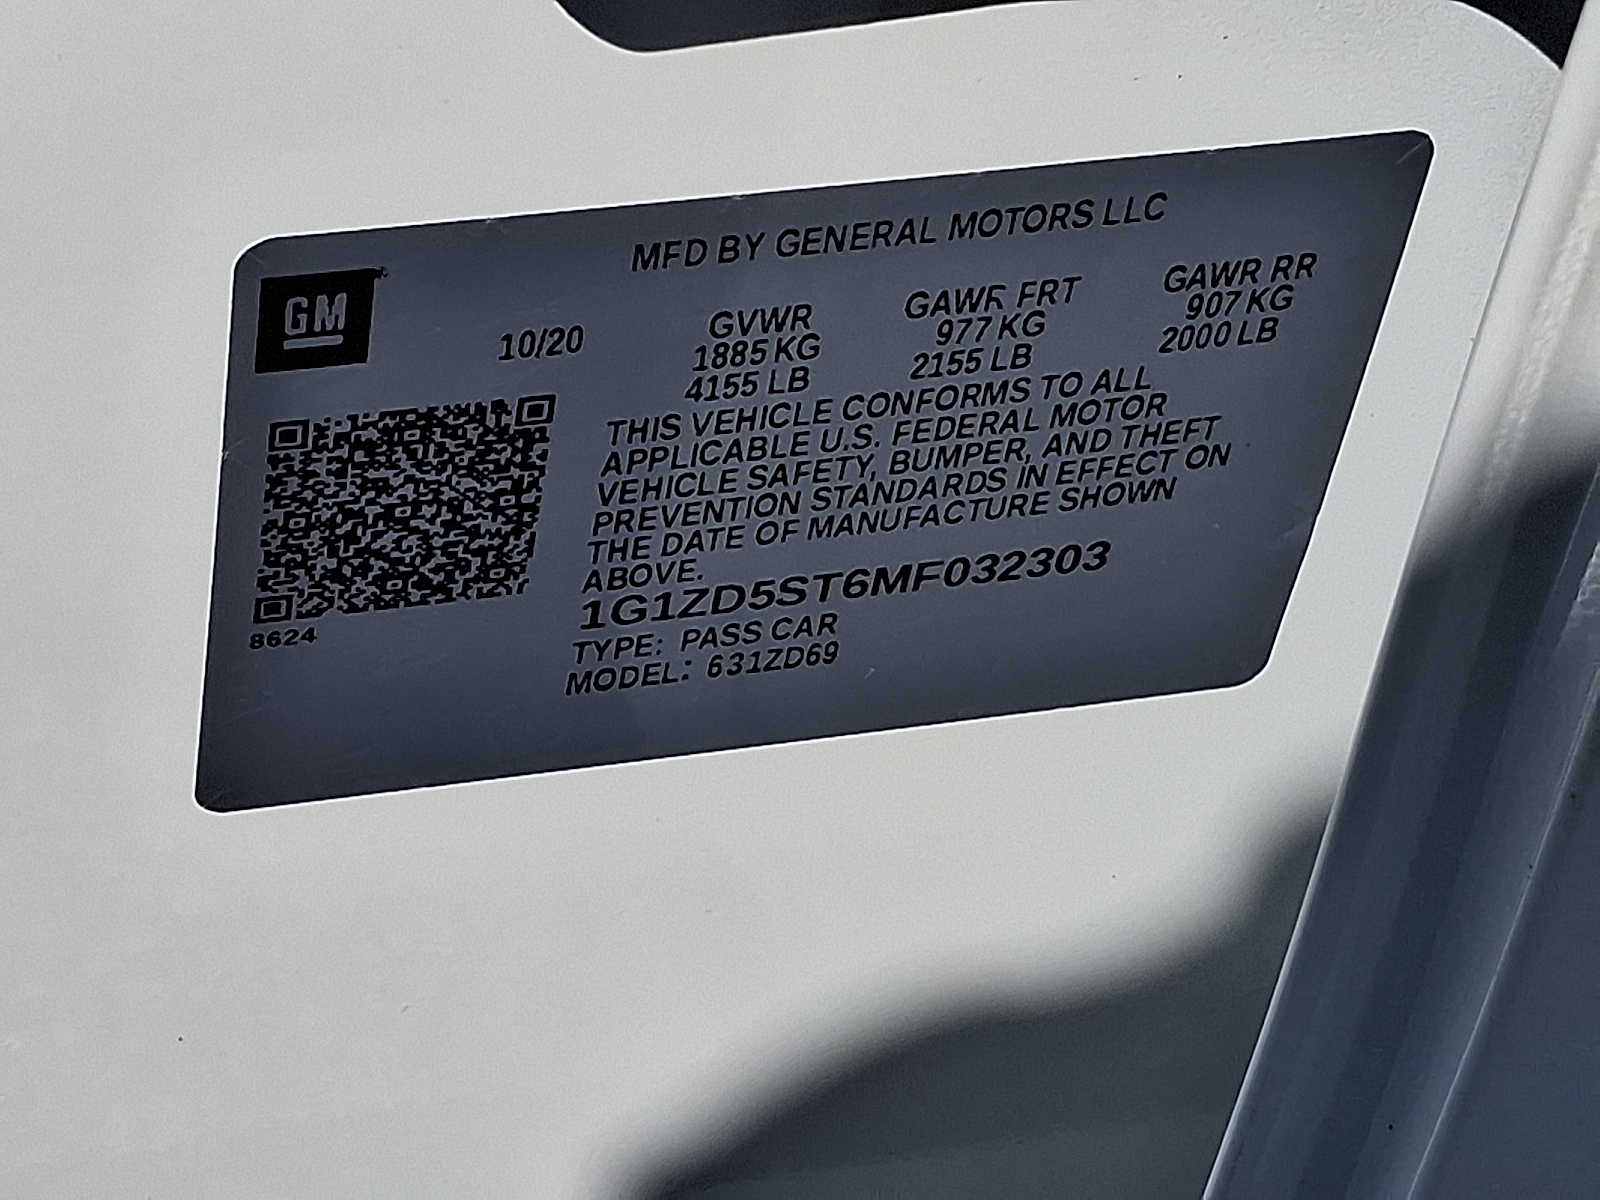 MFD BY GENERAL MOTORS LLC
GM
10/20
GVWR
1885 KG
4155 LB
GAWR FRT
977 KG
2155 LB
GAWR RR
907 KG
2000 LB
THIS VEHICLE CONFORMS TO ALL
APPLICABLE U.S. FEDERAL MOTOR
VEHICLE SAFETY, BUMPER, AND THEFT
PREVENTION STANDARDS IN EFFECT ON
THE DATE OF MANUFACTURE SHOWN
ABOVE.
1G1ZD5ST6MF032303
TYPE: PASS CAR
MODEL: 631ZD69
8624